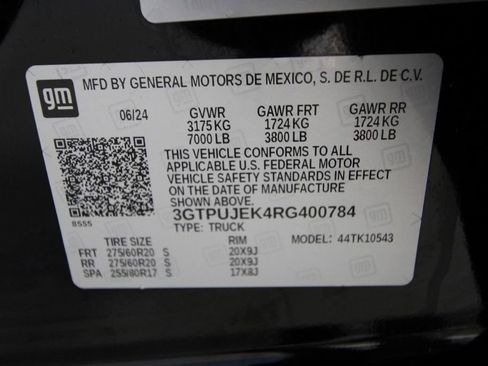 gm
MFD BY GENERAL MOTORS DE MEXICO, S. DE R.L. DE C.V.
06/24 GVWR GAWR FRT GAWR RR
3175 KG 1724 KG 1724 KG
7000 LB 3800 LB 3800 LB
THIS VEHICLE CONFORMS TO ALL
APPLICABLE U.S. FEDERAL MOTOR
VEHICLE SAFETY STANDARDS IN EFFECT
ON THE DATE OF MANUFACTURE
SHOWN ABOVE.
8555 3GTPUJEK4RG400784
TYPE: TRUCK MODEL: 44TK10543
TIRE SIZE RIM
FRT 275/60R20 S 20X9J
RR 275/60R20 S 20X9J
SPA 255/80R17 S 17X8J